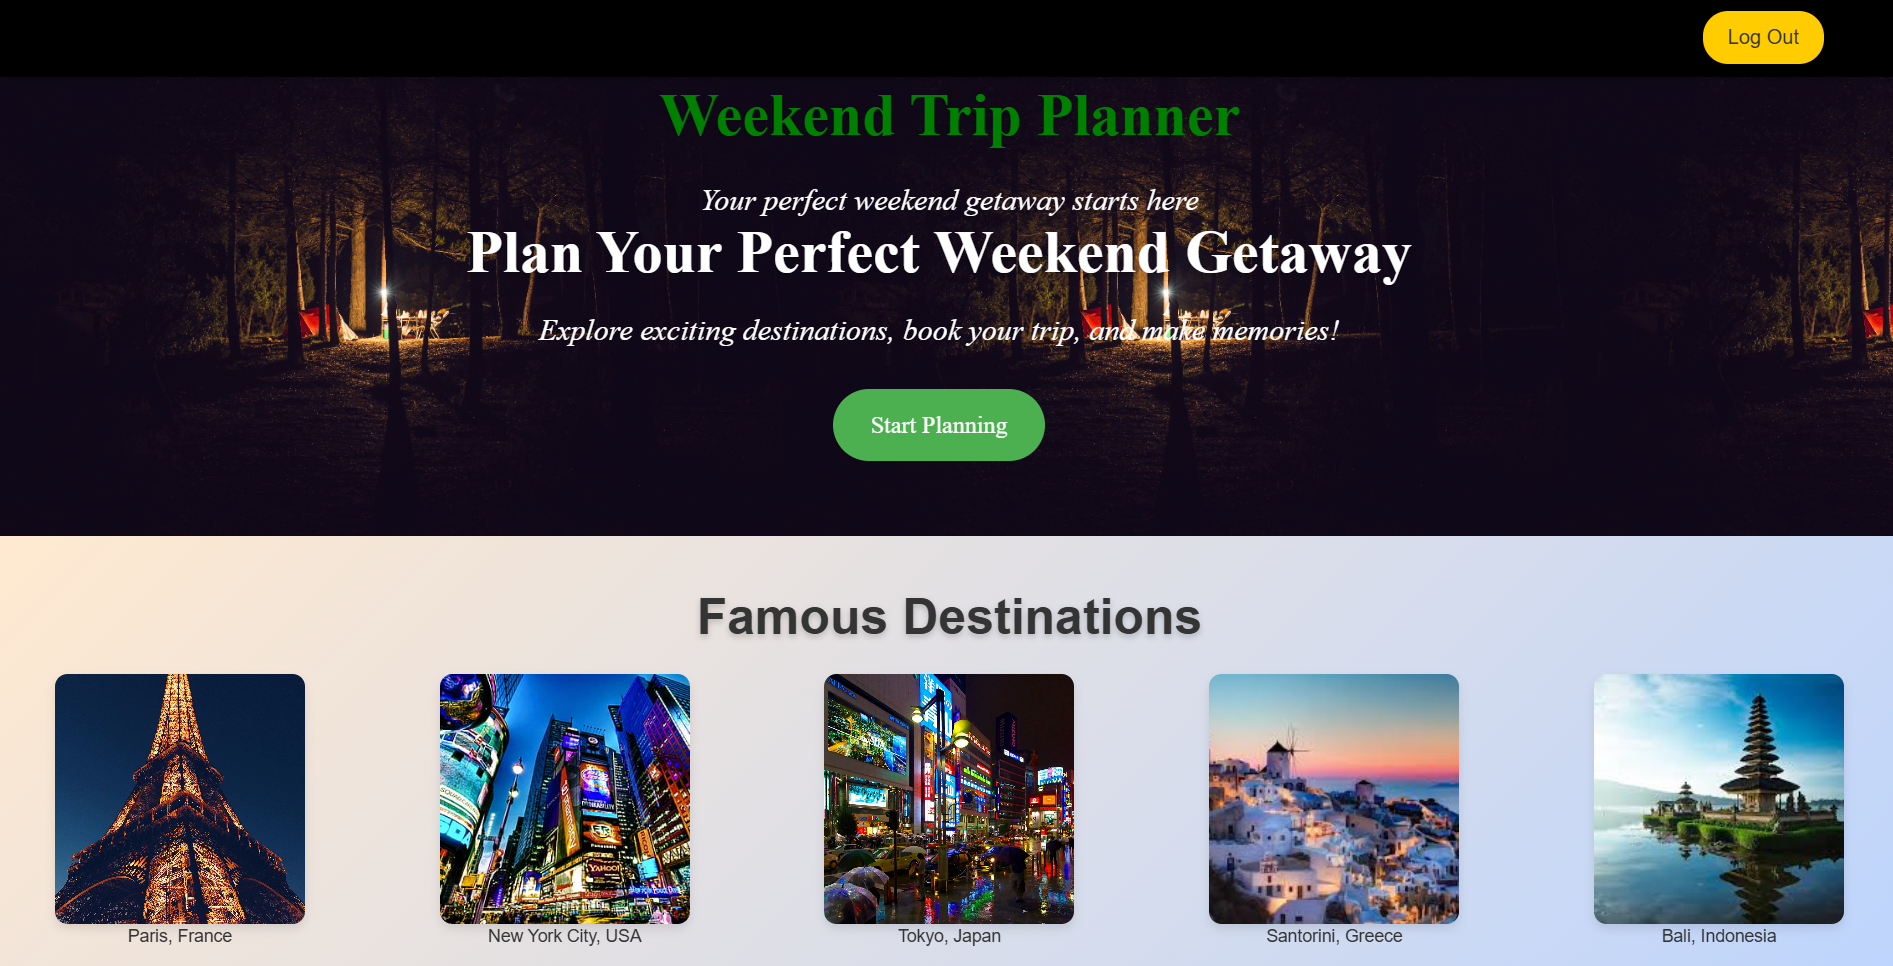 Log Out
Weekend Trip Planner
Your perfect weekend getaway starts here
Plan Your Perfect Weekend Getaway
Explore exciting destinations, book your trip, and make memories!
Start Planning
Famous Destinations
YAHOO!
Paris, France
New York City, USA
Tokyo, Japan
Santorini, Greece
Bali, Indonesia